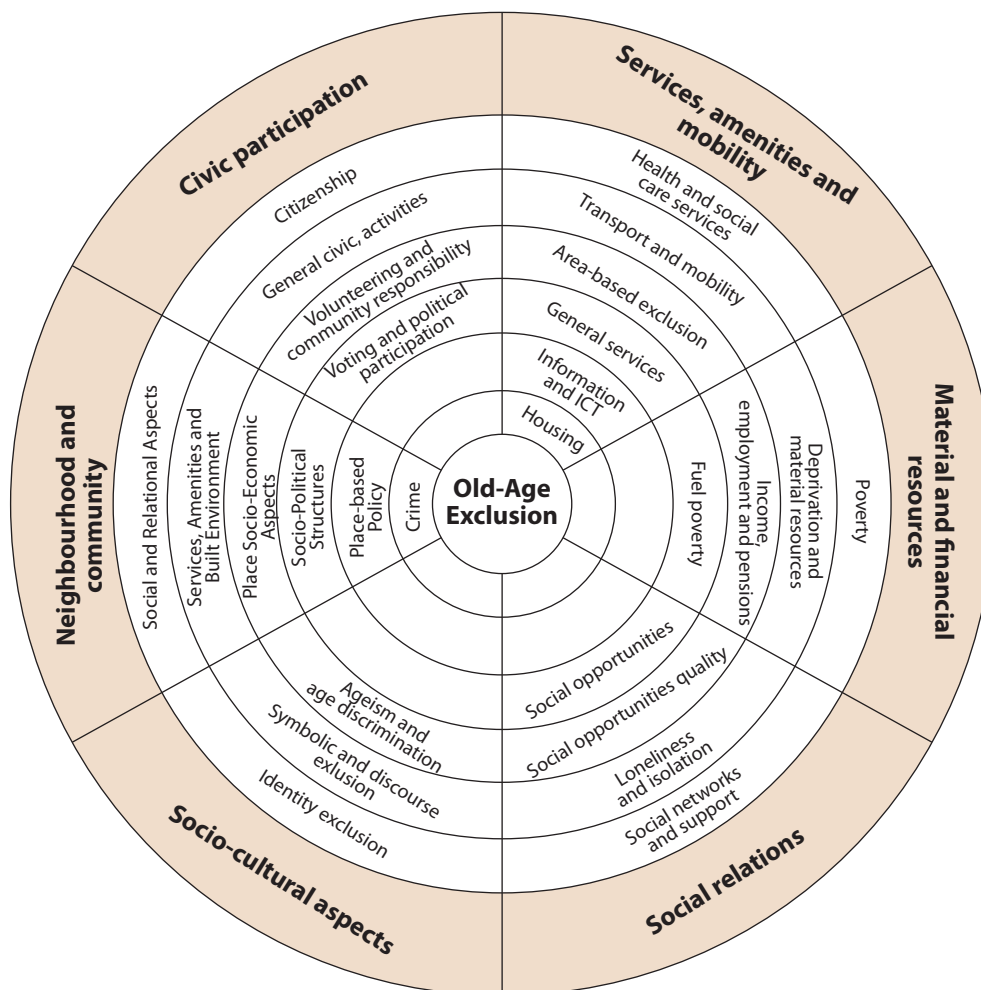 Civic participation
Citizenship
General civic, activities
Volunteering and
community responsibility
Voting and political
participation
Services, amenities and
mobility
Health and social
care services
Transport and mobility
Area-based exclusion
General services
Information
and ICT
Housing
Material and financial
resources
Poverty
Deprivation and
material resources
Income,
employment and pensions
Fuel poverty
Social relations
Social networks
and support
Loneliness
and isolation
Social opportunities quality
Social opportunities
Socio-cultural aspects
Identity exclusion
Symbolic and discourse
exlusion
Ageism and
age discrimination
Neighbourhood and
community
Social and Relational Aspects
Services, Amenities and
Built Environment
Place Socio-Economic
Aspects
Socio-Political
Structures
Place-based
Policy
Crime
Old-Age
Exclusion